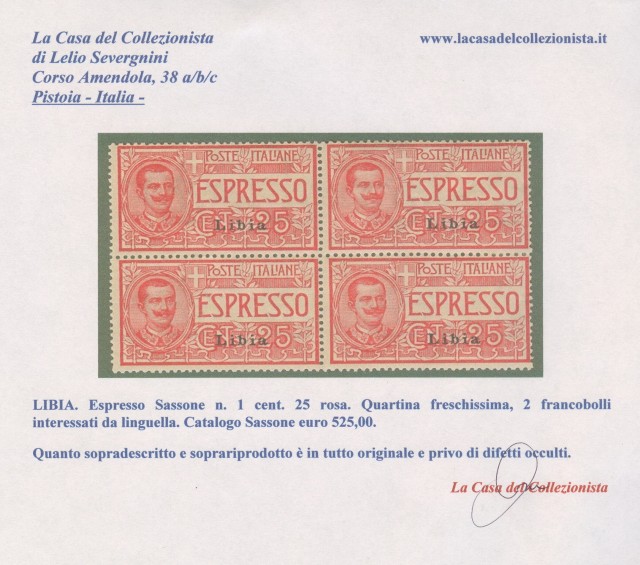 La Casa del Collezionista
www.lacasadelcollezionista.it
di Lelio Severgnini
Corso Amendola, 38 a/b/c
Pistoia - Italia -
POSTE ITALIANE
ESPRESSO
CENT. 25
Libia
POSTE ITALIANE
ESPRESSO
CENT. 25
Libia
POSTE ITALIANE
ESPRESSO
CENT. 25
Libia
POSTE ITALIANE
ESPRESSO
CENT. 25
Libia
LIBIA. Espresso Sassone n. 1 cent. 25 rosa. Quartina freschissima, 2 francobolli
interessati da linguella. Catalogo Sassone euro 525,00.
Quanto sopradescritto e soprariprodotto è in tutto originale e privo di difetti occulti.
La Casa del Collezionista